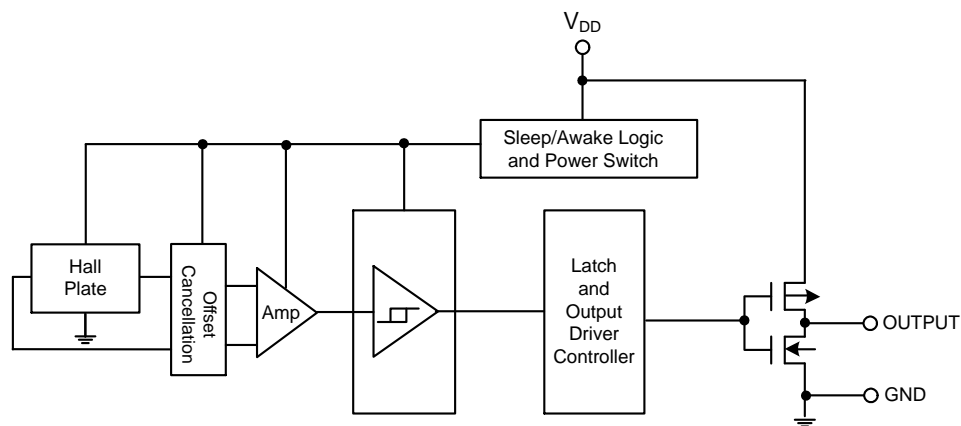 VDD
Sleep/Awake Logic
and Power Switch
Hall
Plate
Offset
Cancellation
Amp
Latch
and
Output
Driver
Controller
OUTPUT
GND